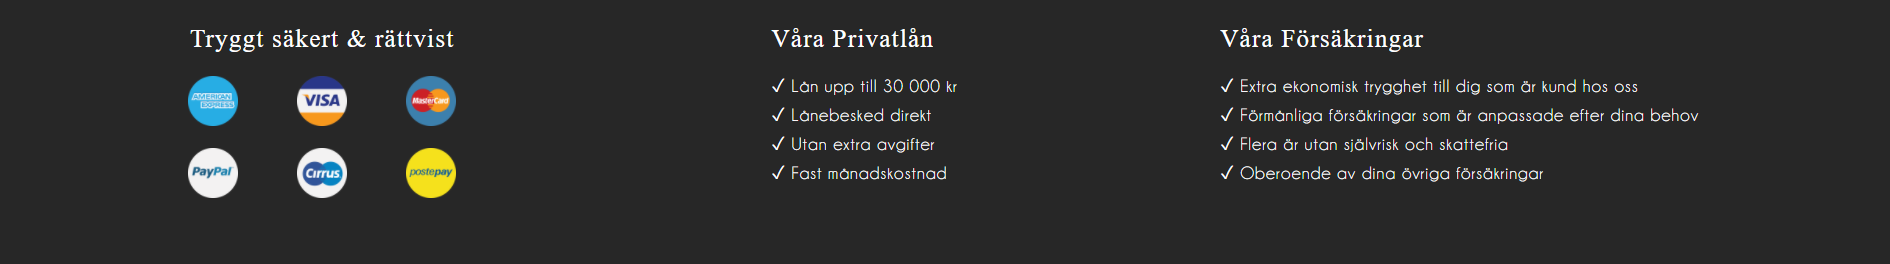 Tryggt säkert & rättvist
AMERICAN EXPRESS
VISA
MasterCard
PayPal
Cirrus
postepay
Våra Privatlån
✓ Lån upp till 30 000 kr
✓ Lånebesked direkt
✓ Utan extra avgifter
✓ Fast månadskostnad
Våra Försäkringar
✓ Extra ekonomisk trygghet till dig som är kund hos oss
✓ Förmånliga försäkringar som är anpassade efter dina behov
✓ Flera är utan självrisk och skattefria
✓ Oberoende av dina övriga försäkringar